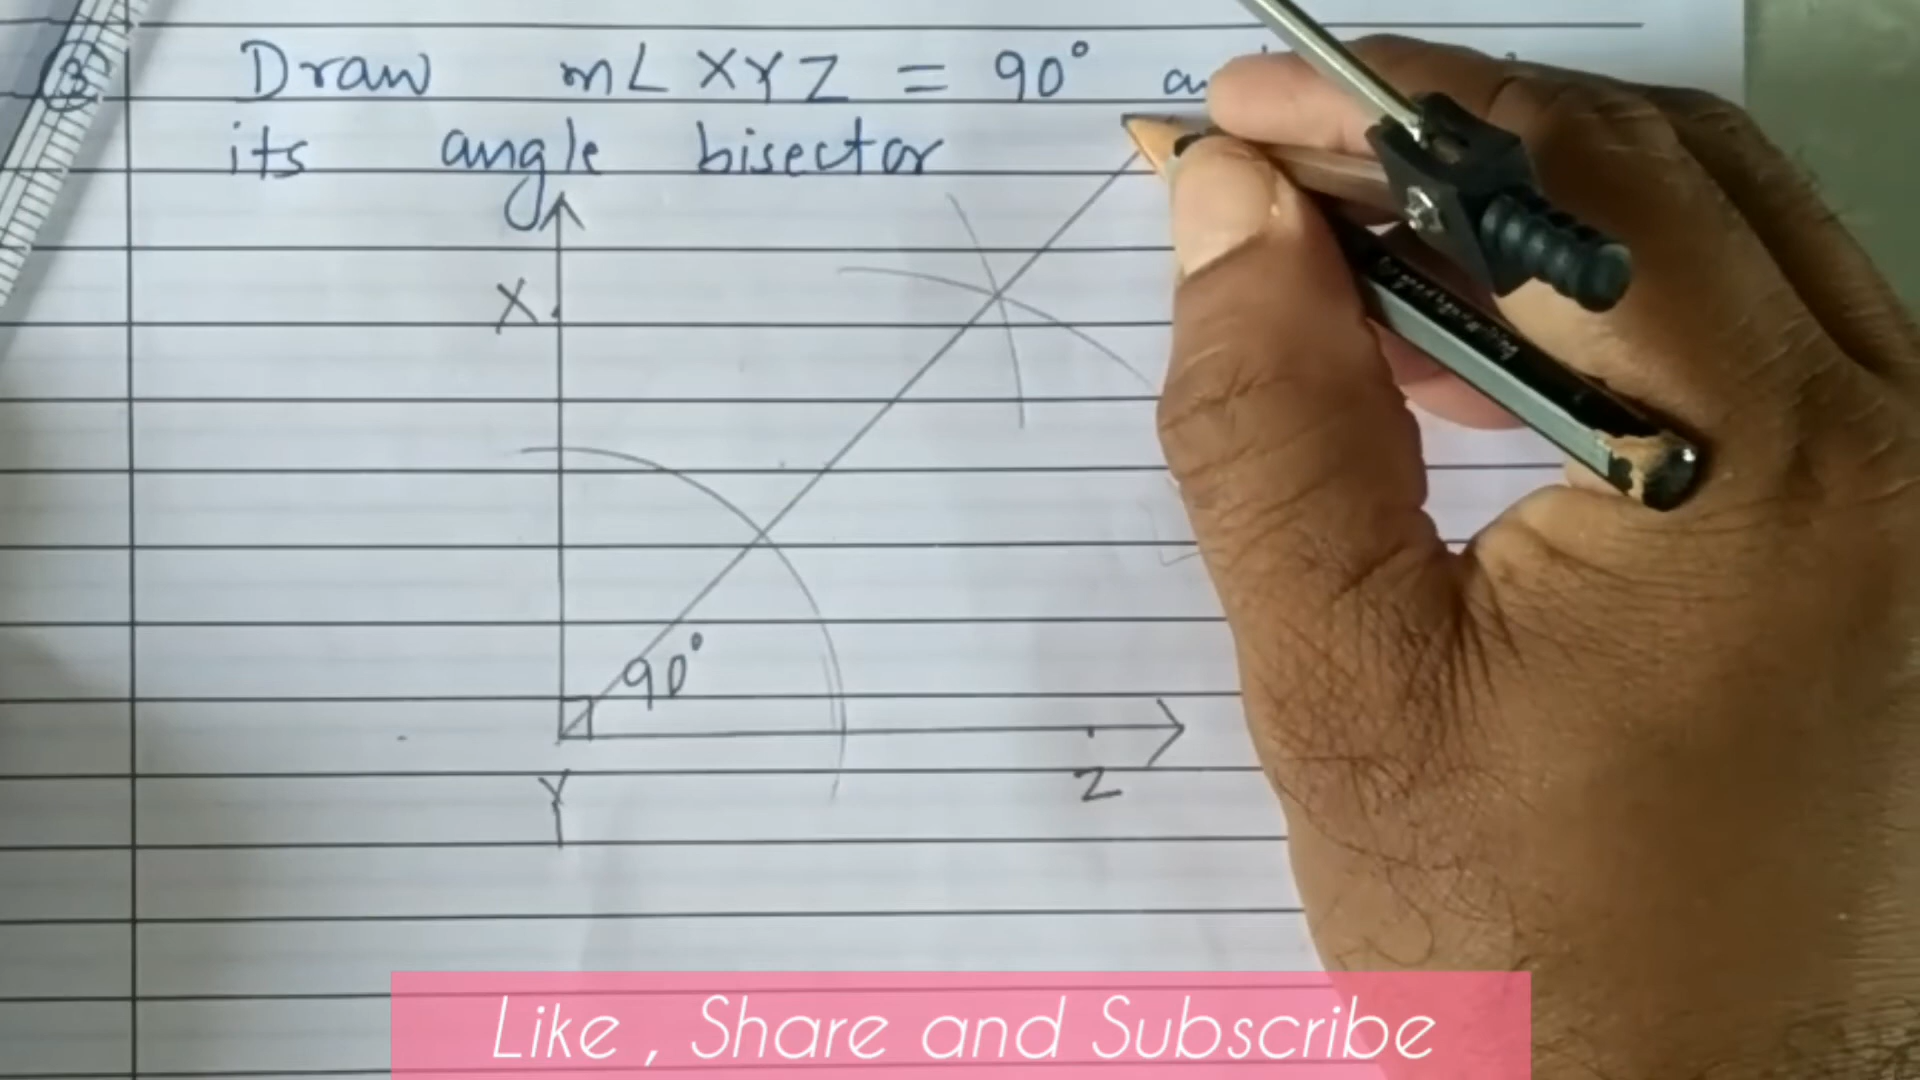 3 Draw m∠XYZ = 90°
its angle bisector
X
90°
Y
Z
Like, Share and Subscribe